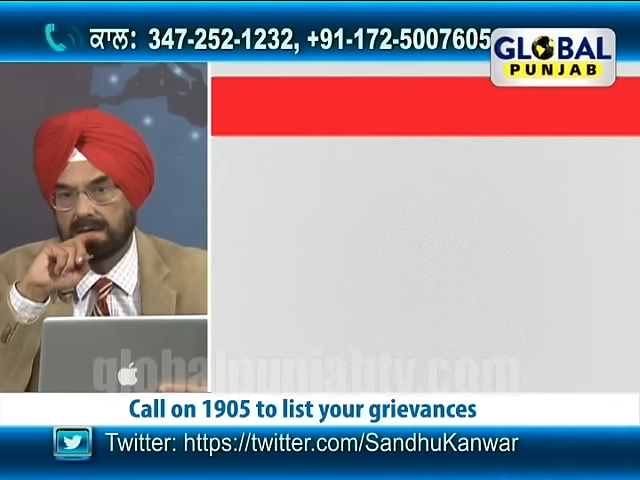 ਕਾਲ: 347-252-1232, +91-172-5007605
GLOBAL
PUNJAB
globalpunjabtv.com
Call on 1905 to list your grievances
Twitter: https://twitter.com/SandhuKanwar